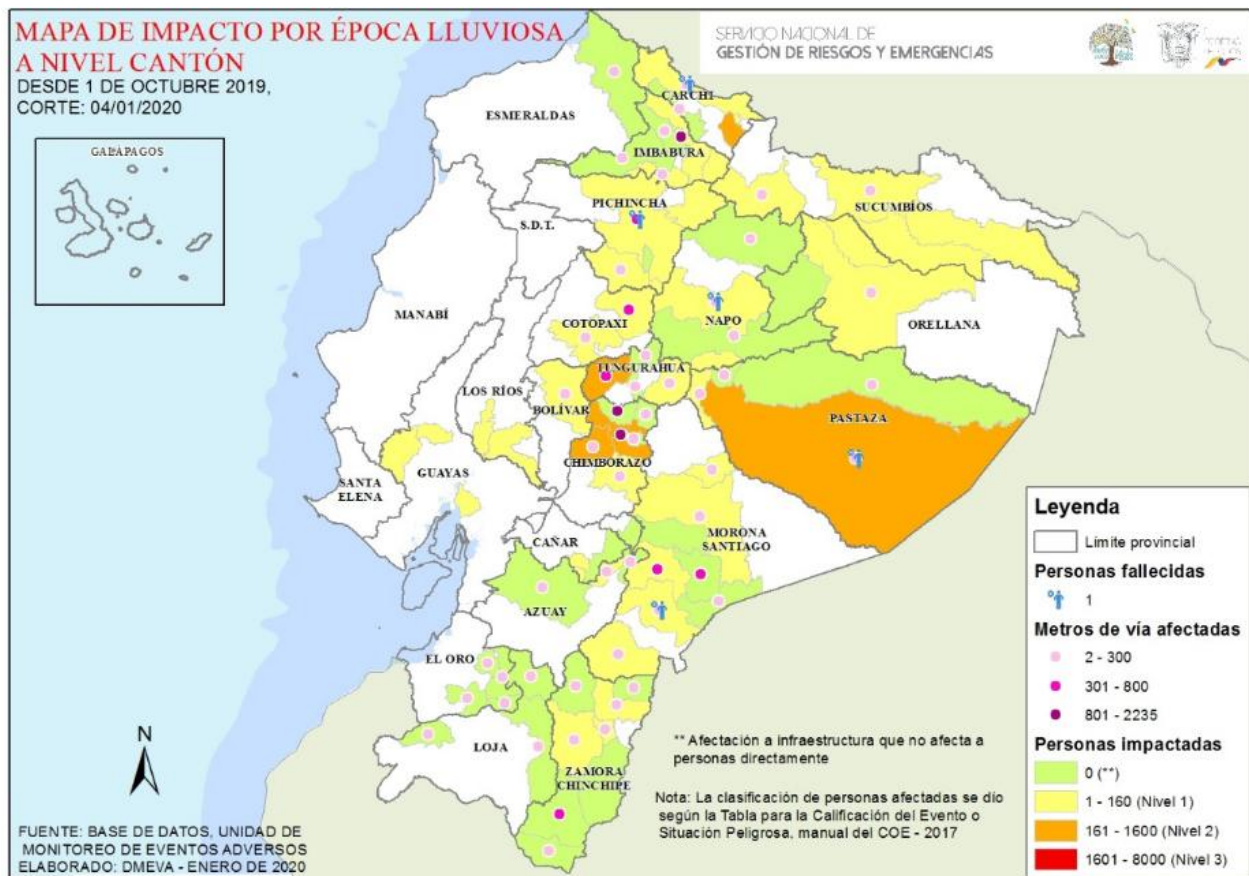 MAPA DE IMPACTO POR ÉPOCA LLUVIOSA
A NIVEL CANTÓN
DESDE 1 DE OCTUBRE 2019,
CORTE: 04/01/2020
SERVICIO NACIONAL DE
GESTIÓN DE RIESGOS Y EMERGENCIAS
GALÁPAGOS
ESMERALDAS
CARCHI
IMBABURA
PICHINCHA
SUCUMBÍOS
S.D.T.
MANABÍ
COTOPAXI
NAPO
ORELLANA
TUNGURAHUA
LOS RÍOS
BOLÍVAR
PASTAZA
CHIMBORAZO
SANTA
ELENA
GUAYAS
CAÑAR
MORONA
SANTIAGO
AZUAY
EL ORO
LOJA
ZAMORA
CHINCHIPE
N
** Afectación a infraestructura que no afecta a
personas directamente
Nota: La clasificación de personas afectadas se dío
según la Tabla para la Calificación del Evento o
Situación Peligrosa, manual del COE - 2017
FUENTE: BASE DE DATOS, UNIDAD DE
MONITOREO DE EVENTOS ADVERSOS
ELABORADO: DMEVA - ENERO DE 2020
Leyenda
Límite provincial
Personas fallecidas
1
Metros de vía afectadas
2 - 300
301 - 800
801 - 2235
Personas impactadas
0 (**)
1 - 160 (Nivel 1)
161 - 1600 (Nivel 2)
1601 - 8000 (Nivel 3)